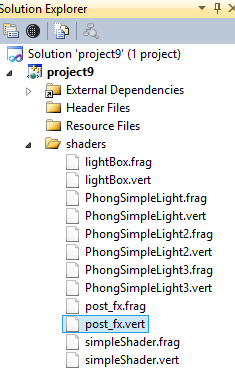 Solution Explorer
Solution 'project9' (1 project)
project9
External Dependencies
Header Files
Resource Files
shaders
lightBox.frag
lightBox.vert
PhongSimpleLight.frag
PhongSimpleLight.vert
PhongSimpleLight2.frag
PhongSimpleLight2.vert
PhongSimpleLight3.frag
PhongSimpleLight3.vert
post_fx.frag
post_fx.vert
simpleShader.frag
simpleShader.vert